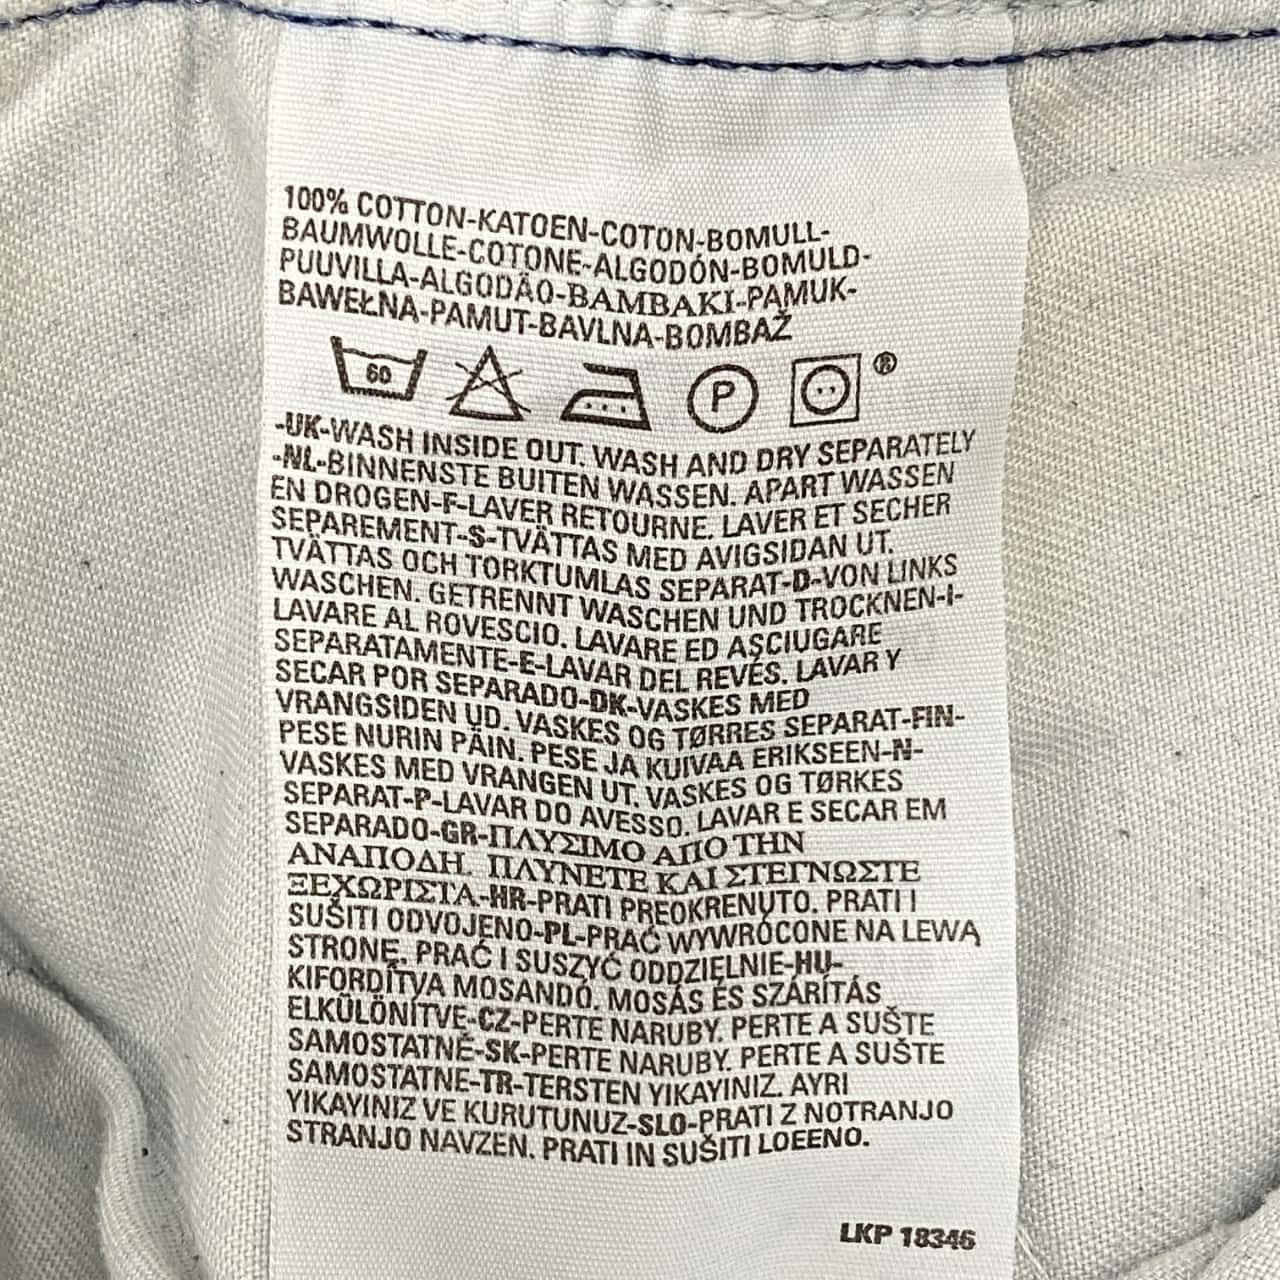 100% COTTON-KATOEN-COTON-BOMULL-
BAUMWOLLE-COTONE-ALGODÓN-BOMULD-
PUUVILLA-ALGODÃO-BAMBAKI-PAMUK-
BAWEŁNA-PAMUT-BAVLNA-BOMBAŽ
60 P ®
-UK-WASH INSIDE OUT. WASH AND DRY SEPARATELY
-NL-BINNENSTE BUITEN WASSEN. APART WASSEN
EN DROGEN-F-LAVER RETOURNE. LAVER ET SECHER
SEPAREMENT-S-TVÄTTAS MED AVIGSIDAN UT.
TVÄTTAS OCH TORKTUMLAS SEPARAT-D-VON LINKS
WASCHEN. GETRENNT WASCHEN UND TROCKNEN-I-
LAVARE AL ROVESCIO. LAVARE ED ASCIUGARE
SEPARATAMENTE-E-LAVAR DEL REVÉS. LAVAR Y
SECAR POR SEPARADO-DK-VASKES MED
VRANGSIDEN UD. VASKES OG TØRRES SEPARAT-FIN-
PESE NURIN PÄIN. PESE JA KUIVAA ERIKSEEN-N-
VASKES MED VRANGEN UT. VASKES OG TØRKES
SEPARAT-P-LAVAR DO AVESSO. LAVAR E SECAR EM
SEPARADO-GR-ΠΛΥΣΙΜΟ ΑΠΟ ΤΗΝ
ΑΝΑΠΟΔΗ. ΠΛΥΝΕΤΕ ΚΑΙ ΣΤΕΓΝΩΣΤΕ
ΞΕΧΩΡΙΣΤΑ-HR-PRATI PREOKRENUTO. PRATI I
SUŠITI ODVOJENO-PL-PRAĆ WYWRÓCONE NA LEWĄ
STRONĘ. PRAĆ I SUSZYĆ ODDZIELNIE-HU-
KIFORDÍTVA MOSANDÓ. MOSÁS ÉS SZÁRÍTÁS
ELKÜLÖNÍTVE-CZ-PERTE NARUBY. PERTE A SUŠTE
SAMOSTATNĚ-SK-PERTE NARUBY. PERTE A SUŠTE
SAMOSTATNE-TR-TERSTEN YIKAYINIZ. AYRI
YIKAYINIZ VE KURUTUNUZ-SLO-PRATI Z NOTRANJO
STRANJO NAVZEN. PRATI IN SUŠITI LOEENO.
LKP 18346